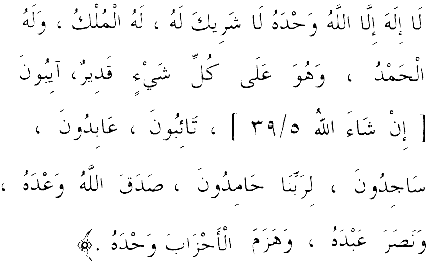 لَا إِلَهَ إِلَّا اللَّهُ وَحْدَهُ لَا شَرِيكَ لَهُ ، لَهُ الْمُلْكُ ، وَلَهُ
الْحَمْدُ ، وَهُوَ عَلَى كُلِّ شَيْءٍ قَدِيرٌ، آيِبُونَ
[ إِنْ شَاءَ اللهُ ٣٩/٥ ] ، تَائِبُونَ ، عَابِدُونَ ،
سَاجِدُونَ ، لِرَبِّنَا حَامِدُونَ ، صَدَقَ اللَّهُ وَعْدَهُ ،
وَنَصَرَ عَبْدَهُ ، وَهَزَمَ الْأَحْزَابَ وَحْدَهُ .﴾